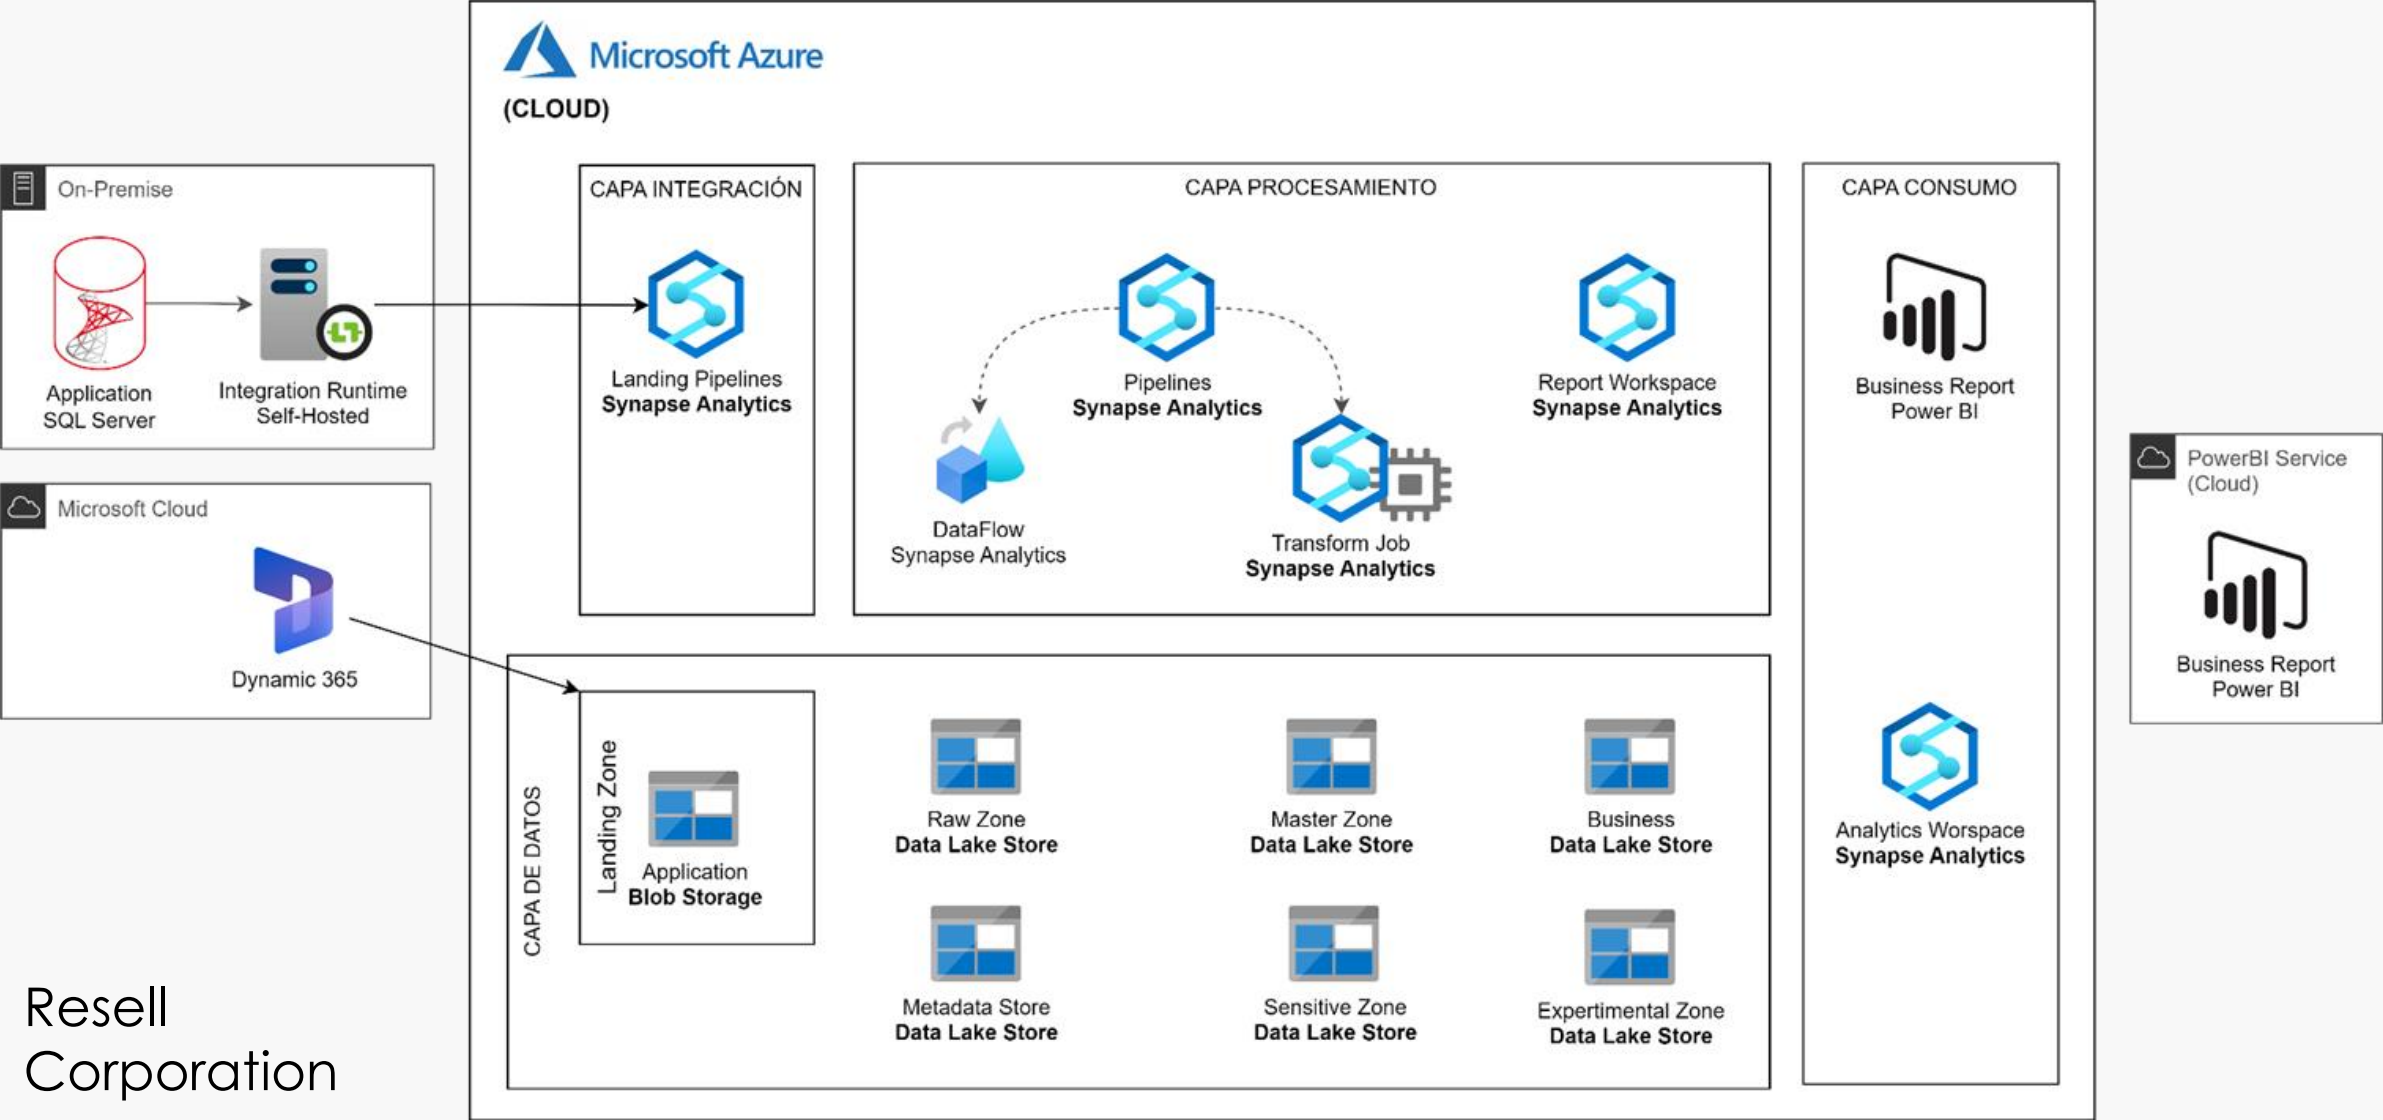 Microsoft Azure
(CLOUD)
On-Premise
Application
SQL Server
Integration Runtime
Self-Hosted
Microsoft Cloud
Dynamic 365
CAPA INTEGRACIÓN
Landing Pipelines
Synapse Analytics
CAPA PROCESAMIENTO
Pipelines
Synapse Analytics
Report Workspace
Synapse Analytics
DataFlow
Synapse Analytics
Transform Job
Synapse Analytics
CAPA CONSUMO
Business Report
Power BI
Analytics Worspace
Synapse Analytics
PowerBI Service
(Cloud)
Business Report
Power BI
CAPA DE DATOS
Landing Zone
Application
Blob Storage
Raw Zone
Data Lake Store
Master Zone
Data Lake Store
Business
Data Lake Store
Metadata Store
Data Lake Store
Sensitive Zone
Data Lake Store
Expertimental Zone
Data Lake Store
Resell
Corporation